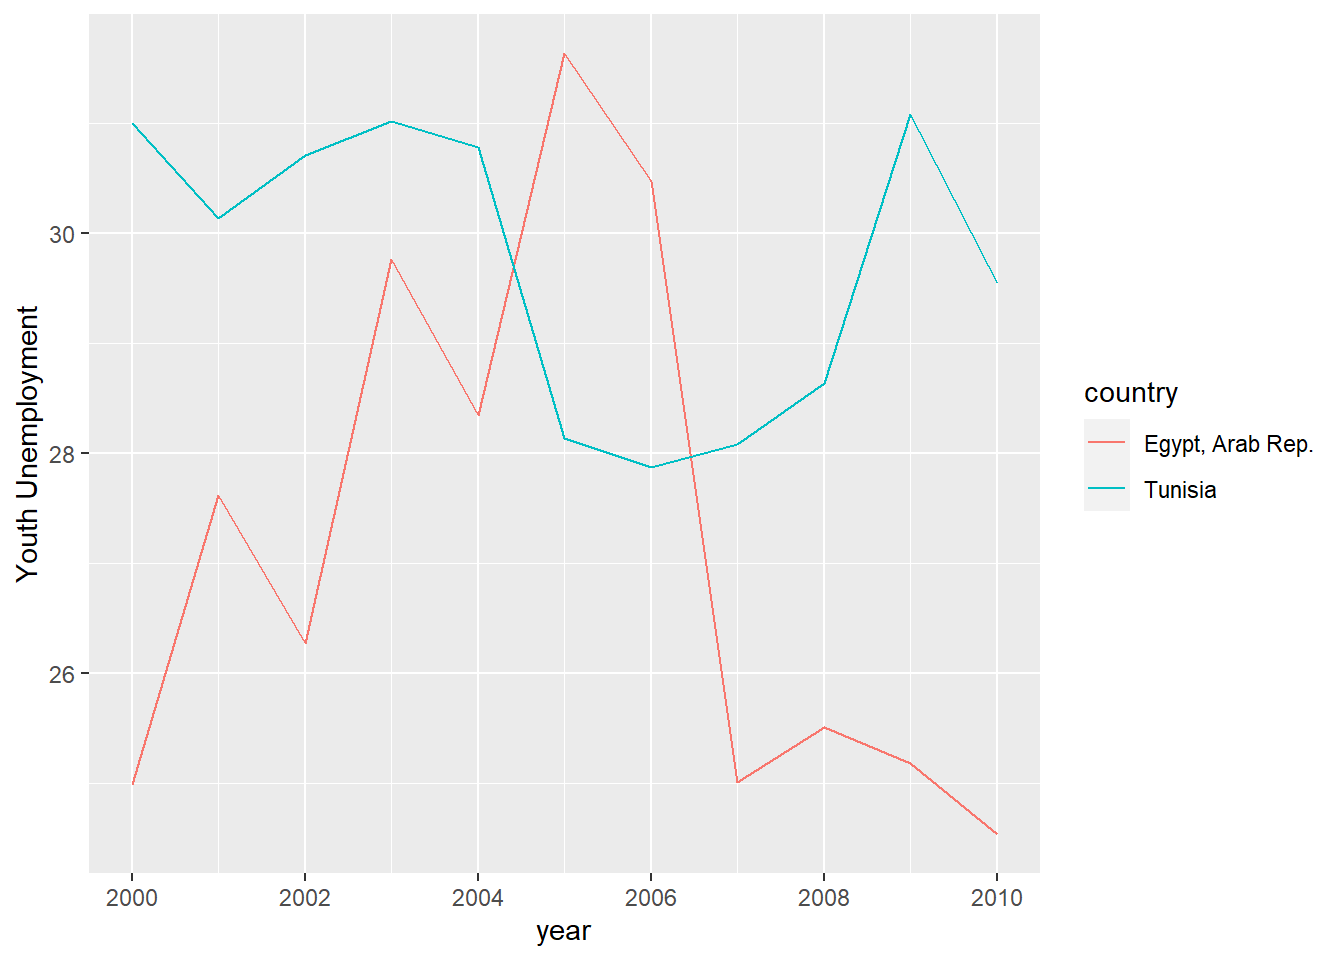 Youth Unemployment
30
28
26
2000 2002 2004 2006 2008 2010
year
country
Egypt, Arab Rep.
Tunisia